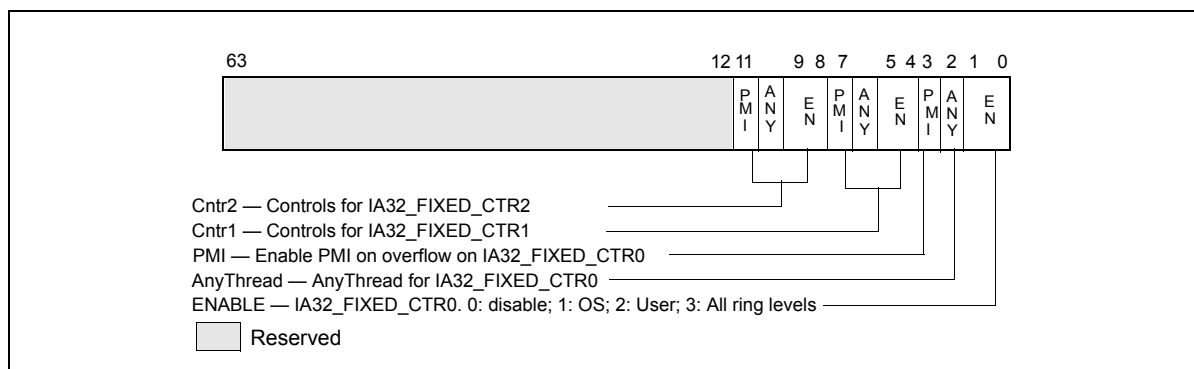 63 12 11 9 8 7 5 4 3 2 1 0
PMI ANY EN PMI ANY EN PMI ANY EN
Cntr2 — Controls for IA32_FIXED_CTR2
Cntr1 — Controls for IA32_FIXED_CTR1
PMI — Enable PMI on overflow on IA32_FIXED_CTR0
AnyThread — AnyThread for IA32_FIXED_CTR0
ENABLE — IA32_FIXED_CTR0. 0: disable; 1: OS; 2: User; 3: All ring levels
Reserved